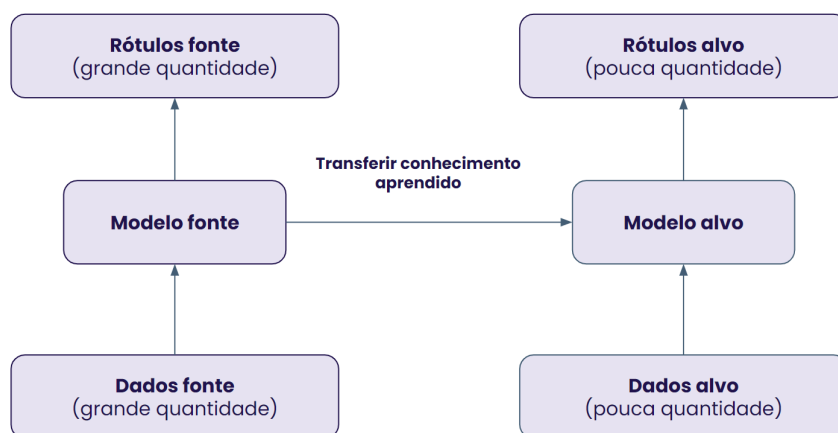 Rótulos fonte
(grande quantidade)
Rótulos alvo
(pouca quantidade)
Transferir conhecimento
aprendido
Modelo fonte
Modelo alvo
Dados fonte
(grande quantidade)
Dados alvo
(pouca quantidade)